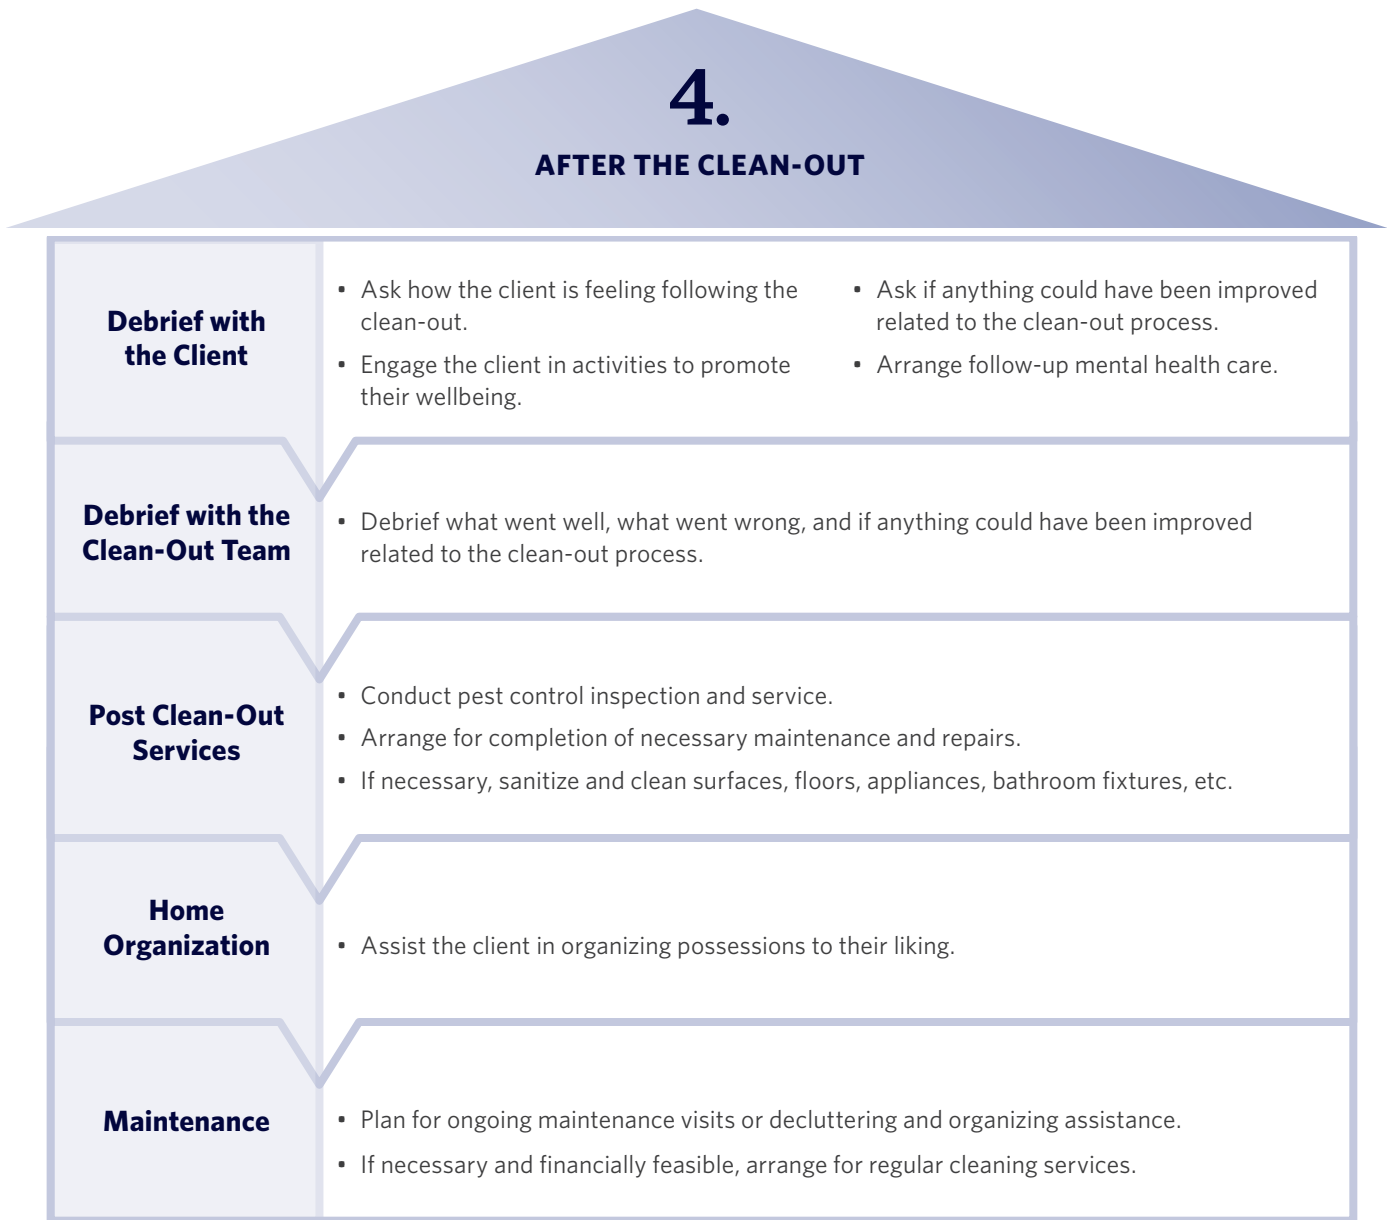 4.
AFTER THE CLEAN-OUT
Debrief with
the Client
• Ask how the client is feeling following the
clean-out.
• Engage the client in activities to promote
their wellbeing.
• Ask if anything could have been improved
related to the clean-out process.
• Arrange follow-up mental health care.
Debrief with the
Clean-Out Team
• Debrief what went well, what went wrong, and if anything could have been improved
related to the clean-out process.
Post Clean-Out
Services
• Conduct pest control inspection and service.
• Arrange for completion of necessary maintenance and repairs.
• If necessary, sanitize and clean surfaces, floors, appliances, bathroom fixtures, etc.
Home
Organization
• Assist the client in organizing possessions to their liking.
Maintenance
• Plan for ongoing maintenance visits or decluttering and organizing assistance.
• If necessary and financially feasible, arrange for regular cleaning services.